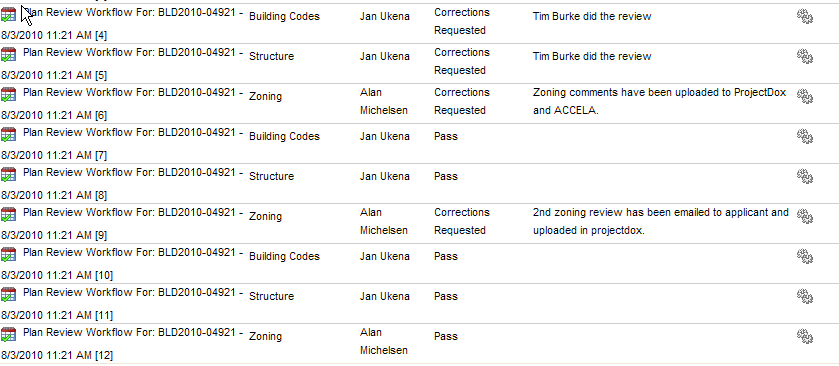 Plan Review Workflow For: BLD2010-04921 - Building Codes Jan Ukena Corrections Requested Tim Burke did the review
8/3/2010 11:21 AM [4]
Plan Review Workflow For: BLD2010-04921 - Structure Jan Ukena Corrections Requested Tim Burke did the review
8/3/2010 11:21 AM [5]
Plan Review Workflow For: BLD2010-04921 - Zoning Alan Michelsen Corrections Requested Zoning comments have been uploaded to ProjectDox and ACCELA.
8/3/2010 11:21 AM [6]
Plan Review Workflow For: BLD2010-04921 - Building Codes Jan Ukena Pass
8/3/2010 11:21 AM [7]
Plan Review Workflow For: BLD2010-04921 - Structure Jan Ukena Pass
8/3/2010 11:21 AM [8]
Plan Review Workflow For: BLD2010-04921 - Zoning Alan Michelsen Corrections Requested 2nd zoning review has been emailed to applicant and uploaded in projectdox.
8/3/2010 11:21 AM [9]
Plan Review Workflow For: BLD2010-04921 - Building Codes Jan Ukena Pass
8/3/2010 11:21 AM [10]
Plan Review Workflow For: BLD2010-04921 - Structure Jan Ukena Pass
8/3/2010 11:21 AM [11]
Plan Review Workflow For: BLD2010-04921 - Zoning Alan Michelsen Pass
8/3/2010 11:21 AM [12]